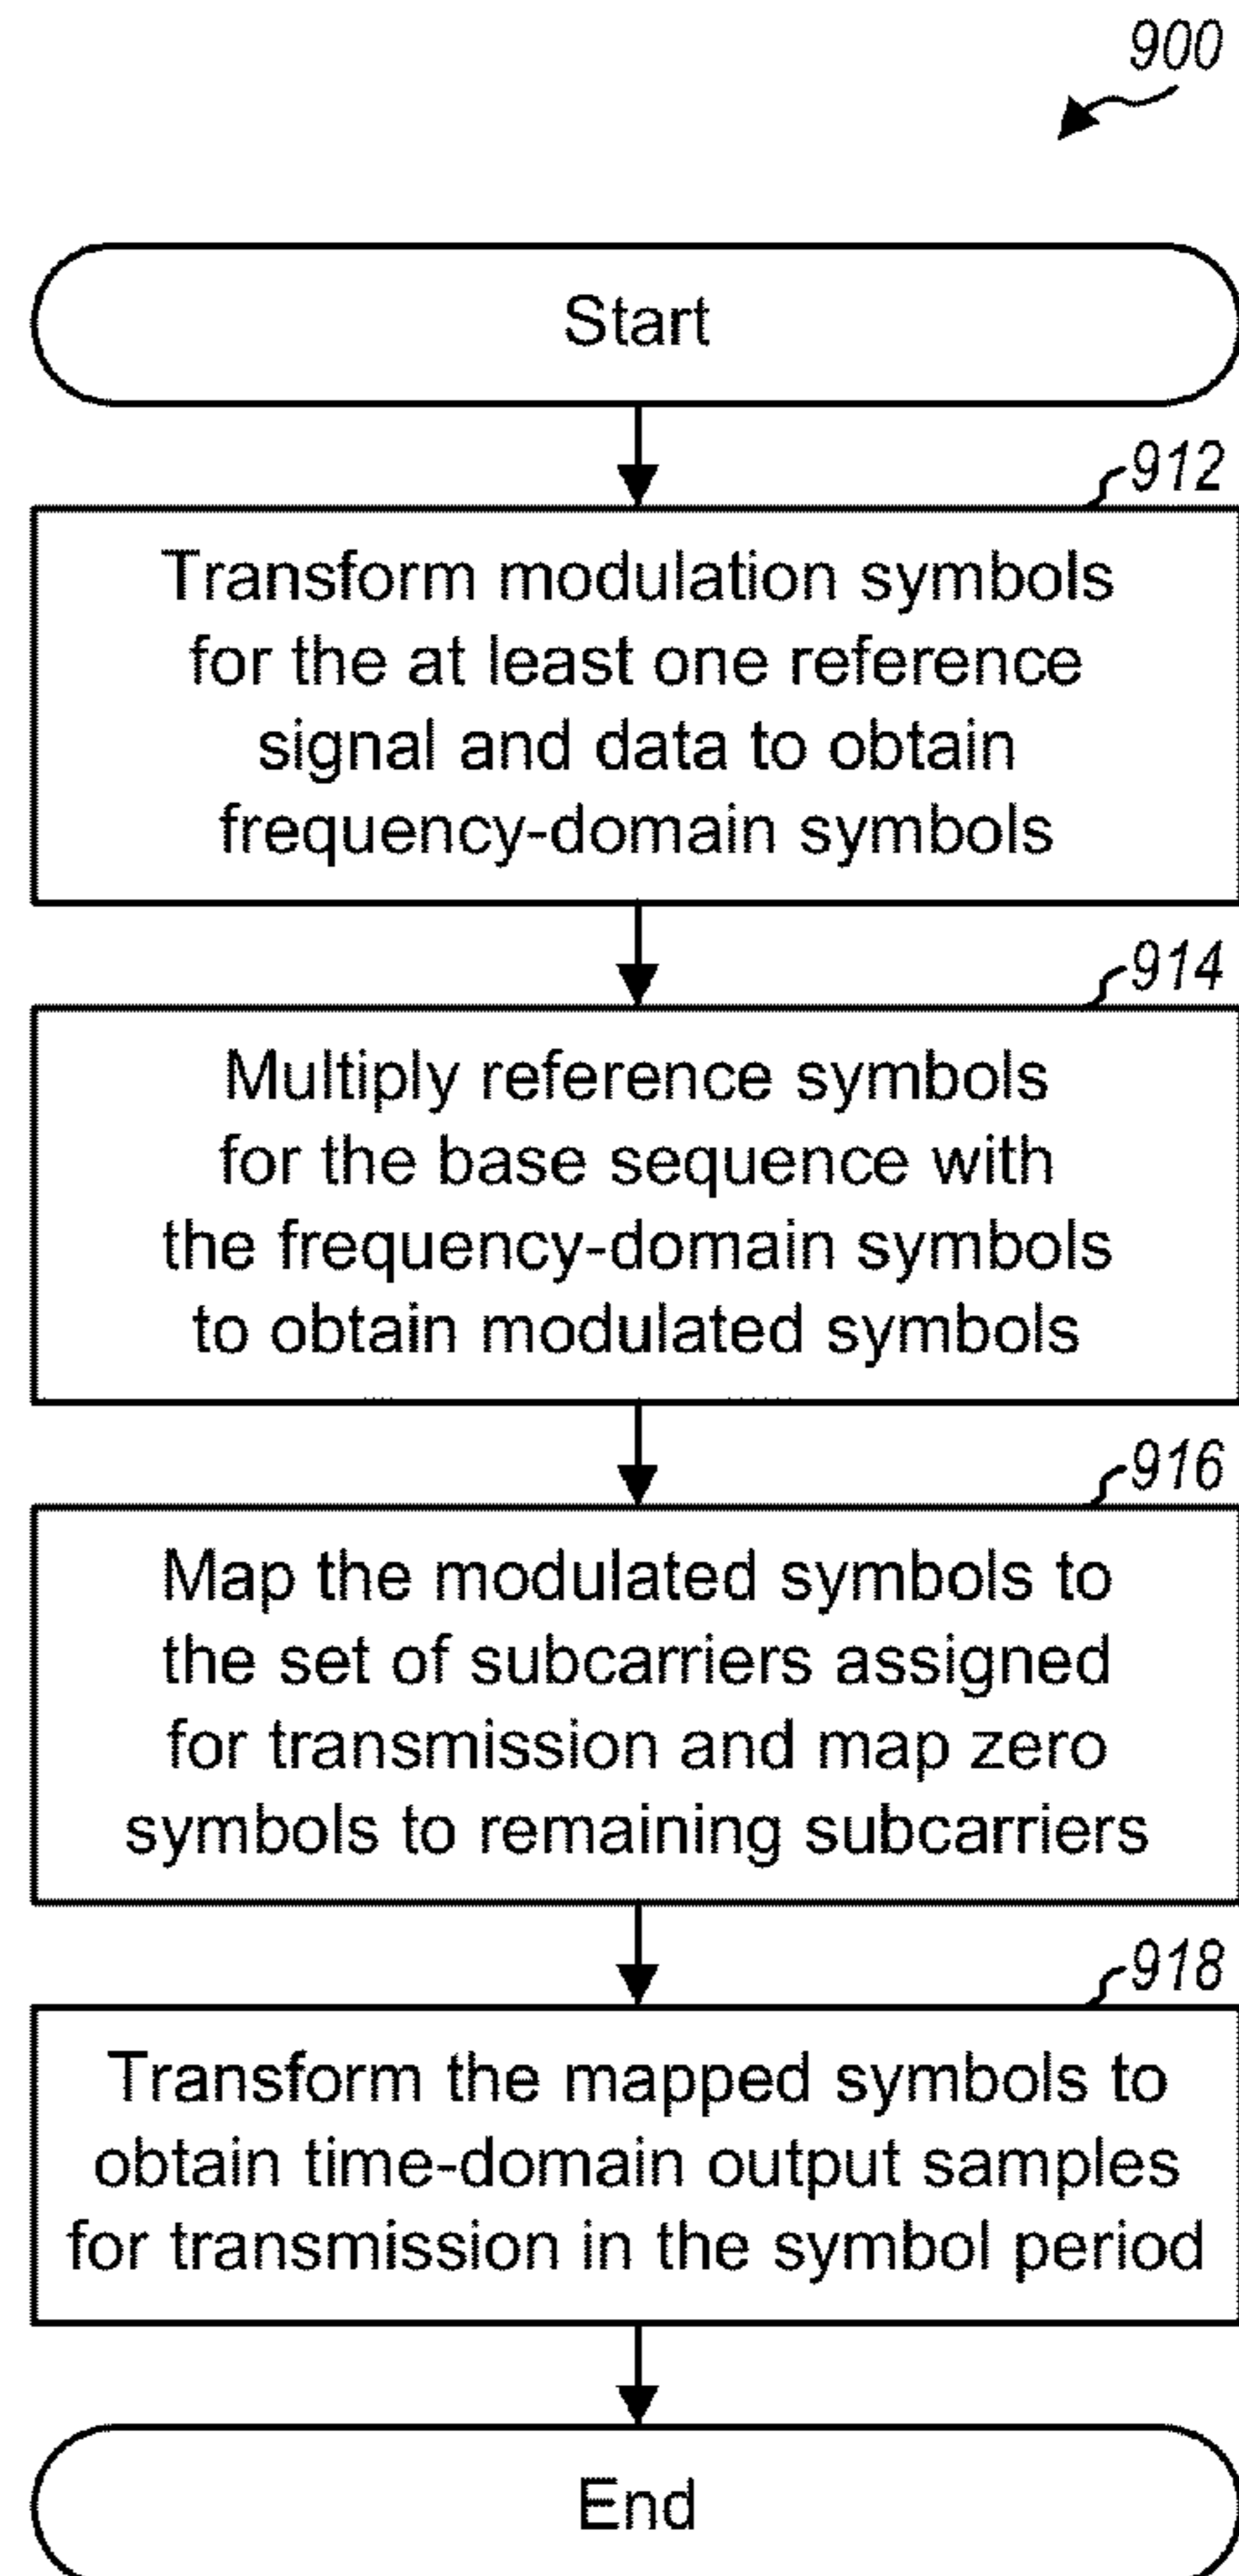 900
Start
912
Transform modulation symbols
for the at least one reference
signal and data to obtain
frequency-domain symbols
914
Multiply reference symbols
for the base sequence with
the frequency-domain symbols
to obtain modulated symbols
916
Map the modulated symbols to
the set of subcarriers assigned
for transmission and map zero
symbols to remaining subcarriers
918
Transform the mapped symbols to
obtain time-domain output samples
for transmission in the symbol period
End